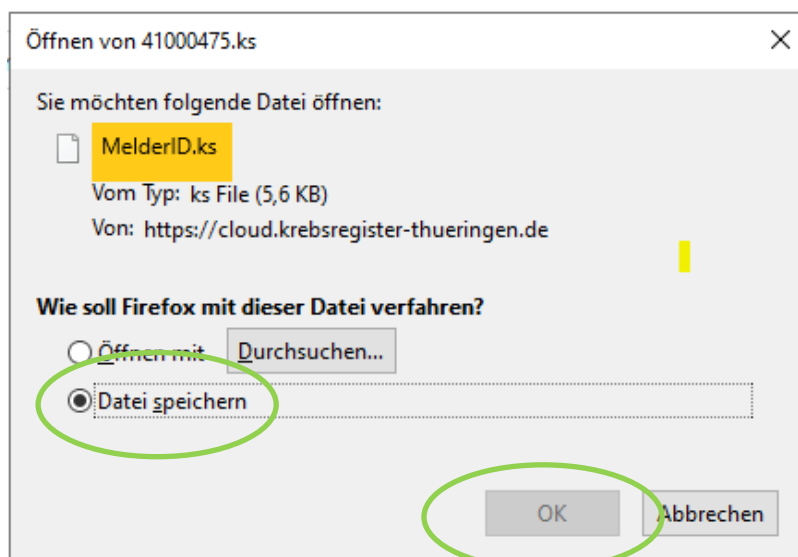 Öffnen von 41000475.ks
Sie möchten folgende Datei öffnen:
MelderID.ks
Vom Typ: ks File (5,6 KB)
Von: https://cloud.krebsregister-thueringen.de
Wie soll Firefox mit dieser Datei verfahren?
Öffnen mit Durchsuchen...
Datei speichern
OK Abbrechen